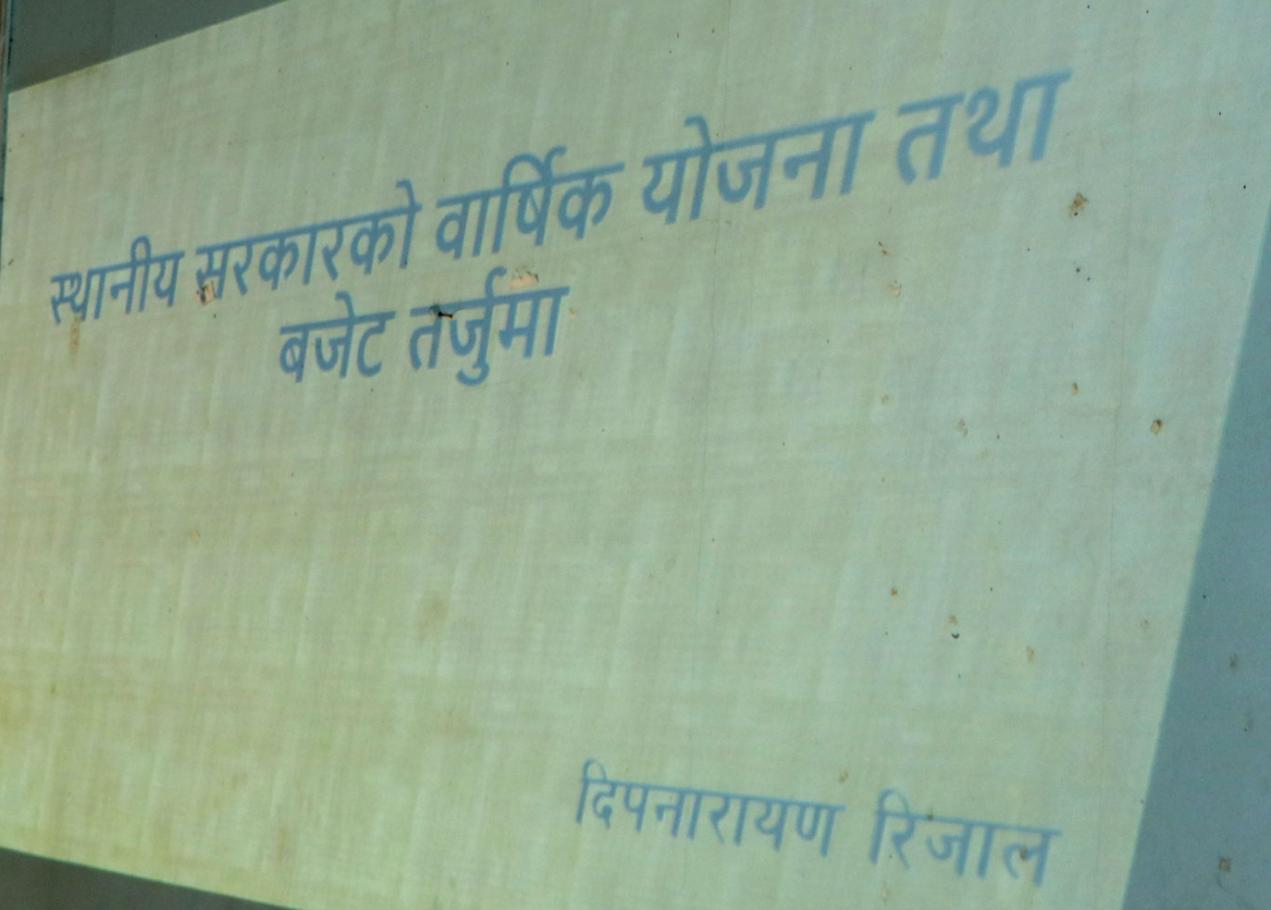 स्थानीय सरकारको वार्षिक योजना तथा
बजेट तर्जुमा
दिपनारायण रिजाल